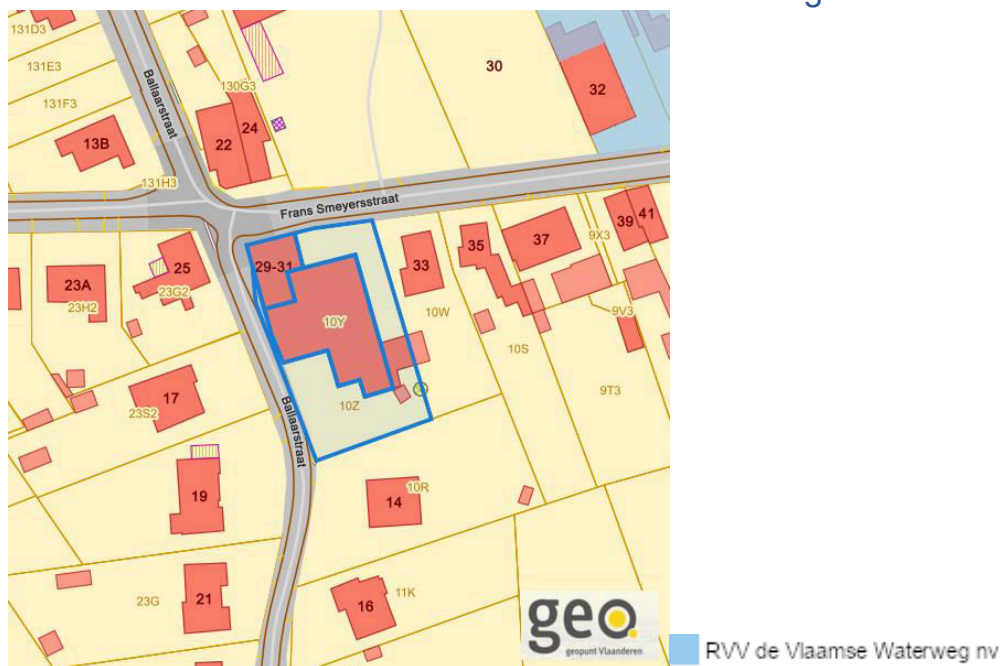 131D3
131E3
131F3
13B
131H3
Ballaarstraat
130G3
24
22
30
32
Frans Smeyersstraat
29-31
33
35
37
39
41
9X3
25
23G2
23A
23H2
10Y
10W
9V3
10S
9T3
17
23S2
10Z
Ballaarstraat
19
14
10R
23G
21
16
11K
geo.
geopunt Vlaanderen
RVV de Vlaamse Waterweg nv